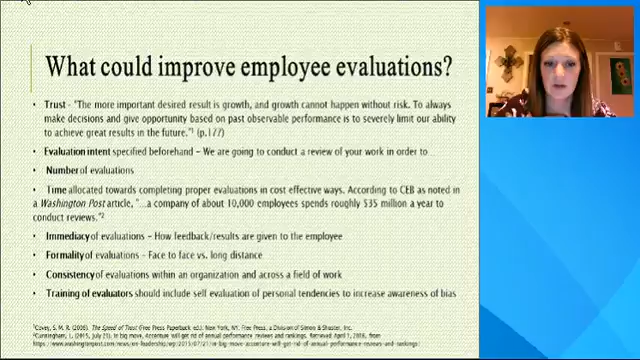 What could improve employee evaluations?
• Trust - "The more important desired result is growth, and growth cannot happen without risk. To always
make decisions and give opportunity based on past observable performance is to severely limit our ability
to achieve great results in the future."¹ (p.177)
• Evaluation intent specified beforehand – We are going to conduct a review of your work in order to…
• Number of evaluations
• Time allocated towards completing proper evaluations in cost effective ways. According to CEB as noted in
a Washington Post article, "…a company of about 10,000 employees spends roughly $35 million a year to
conduct reviews."²
• Immediacy of evaluations – How feedback/results are given to the employee
• Formality of evaluations – Face to face vs. long distance
• Consistency of evaluations within an organization and across a field of work
• Training of evaluators should include self evaluation of personal tendencies to increase awareness of bias
¹Covey, S. M. R. (2006). The Speed of Trust (Free Press paperback ed.). New York, NY. Free Press, a Division of Simon & Shuster, Inc.
²Cunningham, L. (2015, July 21). In big move, Accenture will get rid of annual performance reviews and rankings. Retrieved April 1, 2018, from
https://www.washingtonpost.com/news/on-leadership/wp/2015/07/21/in-big-move-accenture-will-get-rid-of-annual-performance-reviews-and-rankings/